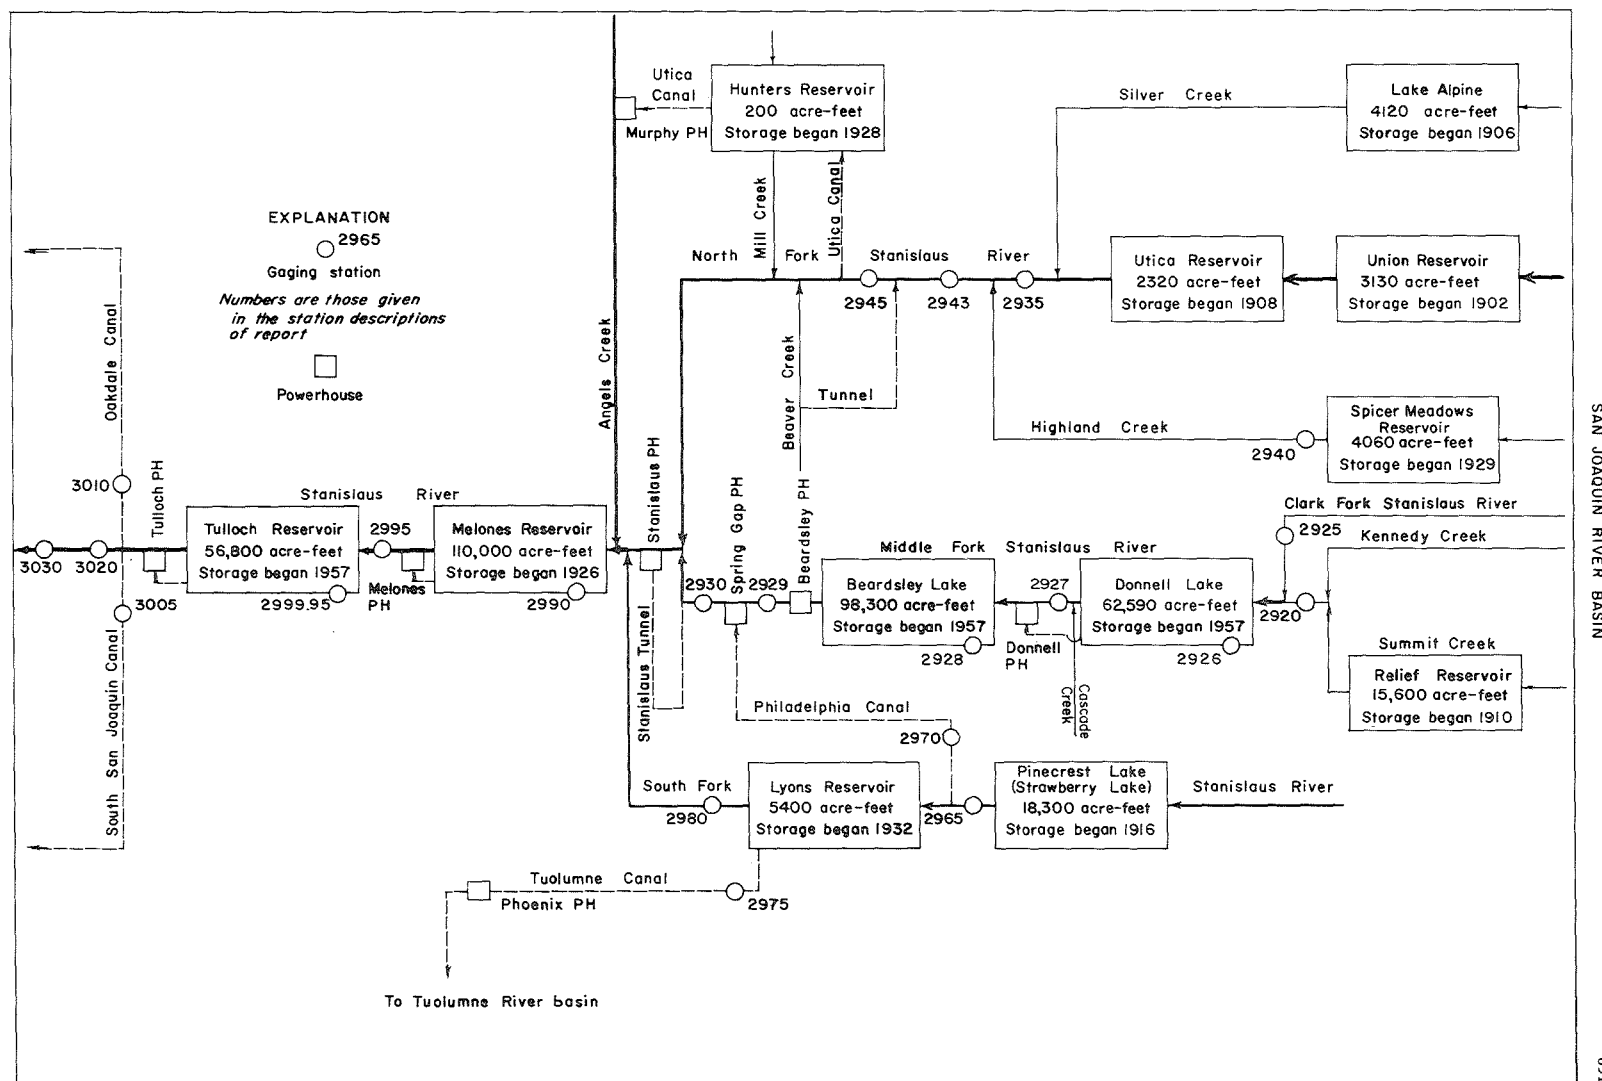 Utica
Canal
Murphy PH
Hunters Reservoir
200 acre-feet
Storage began 1928
Silver Creek
Lake Alpine
4120 acre-feet
Storage began 1906
Mill Creek
Utica Canal
EXPLANATION
2965
Gaging station
Numbers are those given
in the station descriptions
of report
Powerhouse
North Fork Stanislaus River
2945
2943
2935
Utica Reservoir
2320 acre-feet
Storage began 1908
Union Reservoir
3130 acre-feet
Storage began 1902
Oakdale Canal
Angels Creek
Beaver Creek
Tunnel
Highland Creek
2940
Spicer Meadows
Reservoir
4060 acre-feet
Storage began 1929
SAN JOAQUIN RIVER BASIN
3010
Tulloch PH
Stanislaus River
Stanislaus PH
Spring Gap PH
Beardsley PH
Clark Fork Stanislaus River
2925
Kennedy Creek
3030
3020
3005
Tulloch Reservoir
56,800 acre-feet
Storage began 1957
2999.95
2995
Melones
PH
Melones Reservoir
110,000 acre-feet
Storage began 1926
2990
Middle Fork Stanislaus River
2930
2929
Beardsley Lake
98,300 acre-feet
Storage began 1957
2928
2927
Donnell
PH
Donnell Lake
62,590 acre-feet
Storage began 1957
2926
2920
Summit Creek
Relief Reservoir
15,600 acre-feet
Storage began 1910
South San Joaquin Canal
Stanislaus Tunnel
Cascade
Creek
Philadelphia Canal
2970
South Fork
2980
Lyons Reservoir
5400 acre-feet
Storage began 1932
2965
Pinecrest Lake
(Strawberry Lake)
18,300 acre-feet
Storage began 1916
Stanislaus River
Tuolumne Canal
Phoenix PH
2975
To Tuolumne River basin